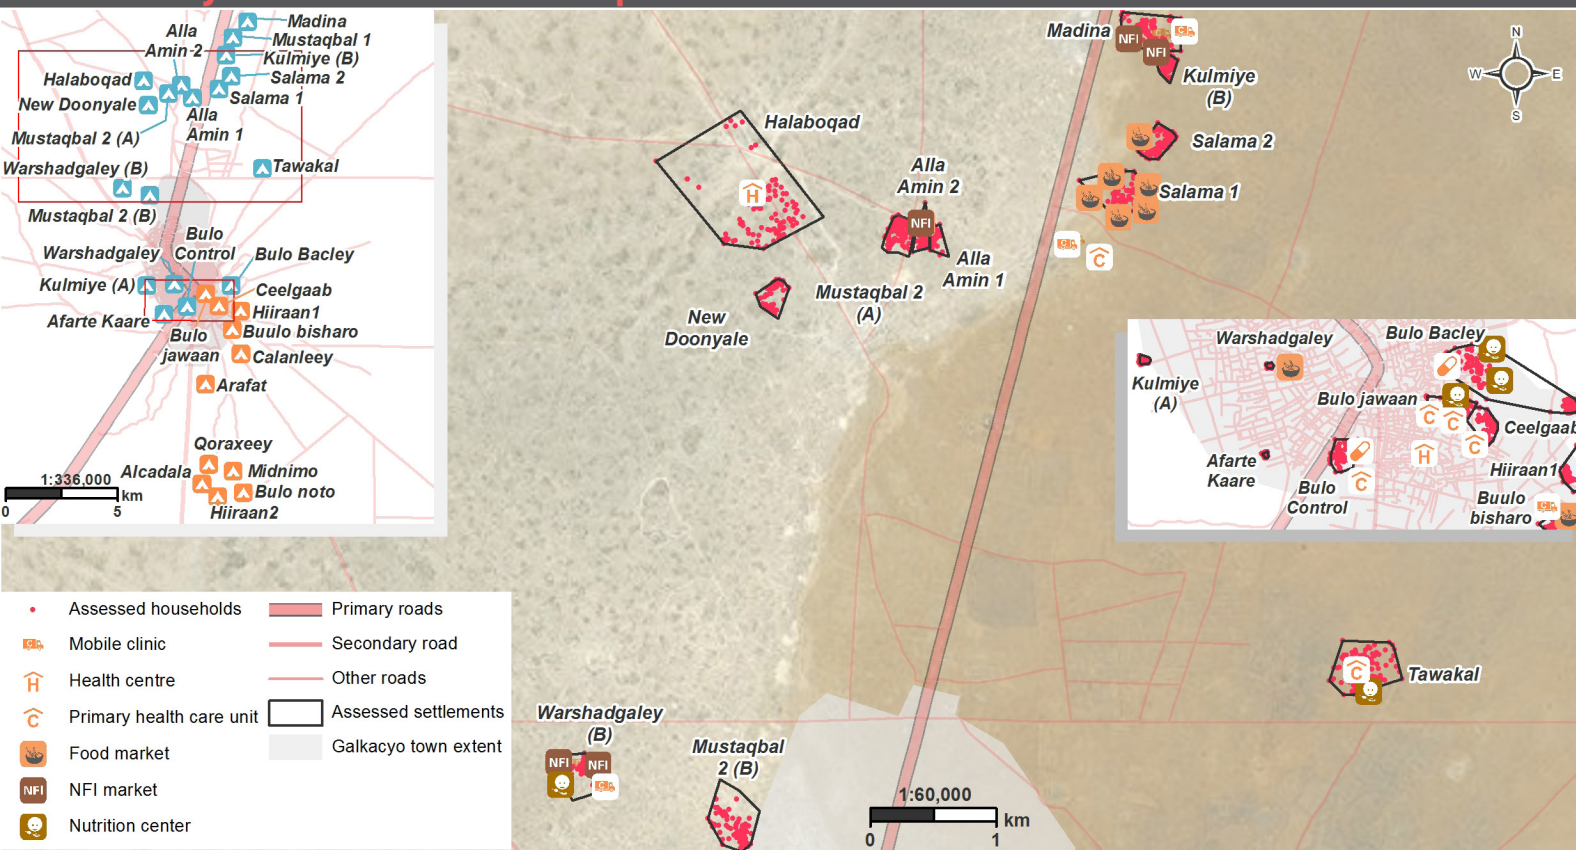 Alla
Amin 2
Madina
Mustaqbal 1
Kulmiye (B)
Salama 2
Halaboqad
New Doonyale
Salama 1
Alla
Amin 1
Mustaqbal 2 (A)
Warshadgaley (B)
Tawakal
Mustaqbal 2 (B)
Bulo
Control
Warshadgaley
Bulo Bacley
Kulmiye (A)
Ceelgaab
Hiiraan1
Afarte Kaare
Buulo bisharo
Bulo
jawaan
Calanleey
Arafat
Qoraxeey
Alcadala
Midnimo
Bulo noto
Hiiraan2
1:336,000
km
0 5
Madina
NFI
NFI
C
Kulmiye
(B)
N
W E
S
Halaboqad
H
Salama 2
Alla
Amin 2
NFI
Salama 1
C
C
Alla
Amin 1
Mustaqbal 2
(A)
New
Doonyale
Warshadgaley
Bulo Bacley
Kulmiye
(A)
Bulo jawaan
C
C
C
Ceelgaab
H
Afarte
Kaare
Hiiraan1
C
Bulo
Control
Buulo
bisharo
C
Assessed households
C
Mobile clinic
H
Health centre
C
Primary health care unit
Food market
NFI
NFI market
Nutrition center
Primary roads
Secondary road
Other roads
Assessed settlements
Galkacyo town extent
Warshadgaley
(B)
NFI
NFI
C
Mustaqbal
2 (B)
C
Tawakal
1:60,000
km
0 1